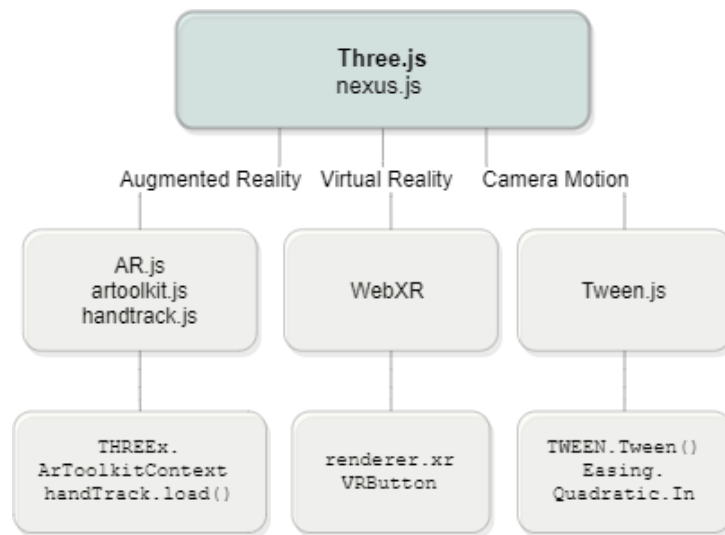 Three.js
nexus.js
Augmented Reality
Virtual Reality
Camera Motion
AR.js
artoolkit.js
handtrack.js
WebXR
Tween.js
THREEx.
ArToolkitContext
handTrack.load()
renderer.xr
VRButton
TWEEN.Tween()
Easing.
Quadratic.In